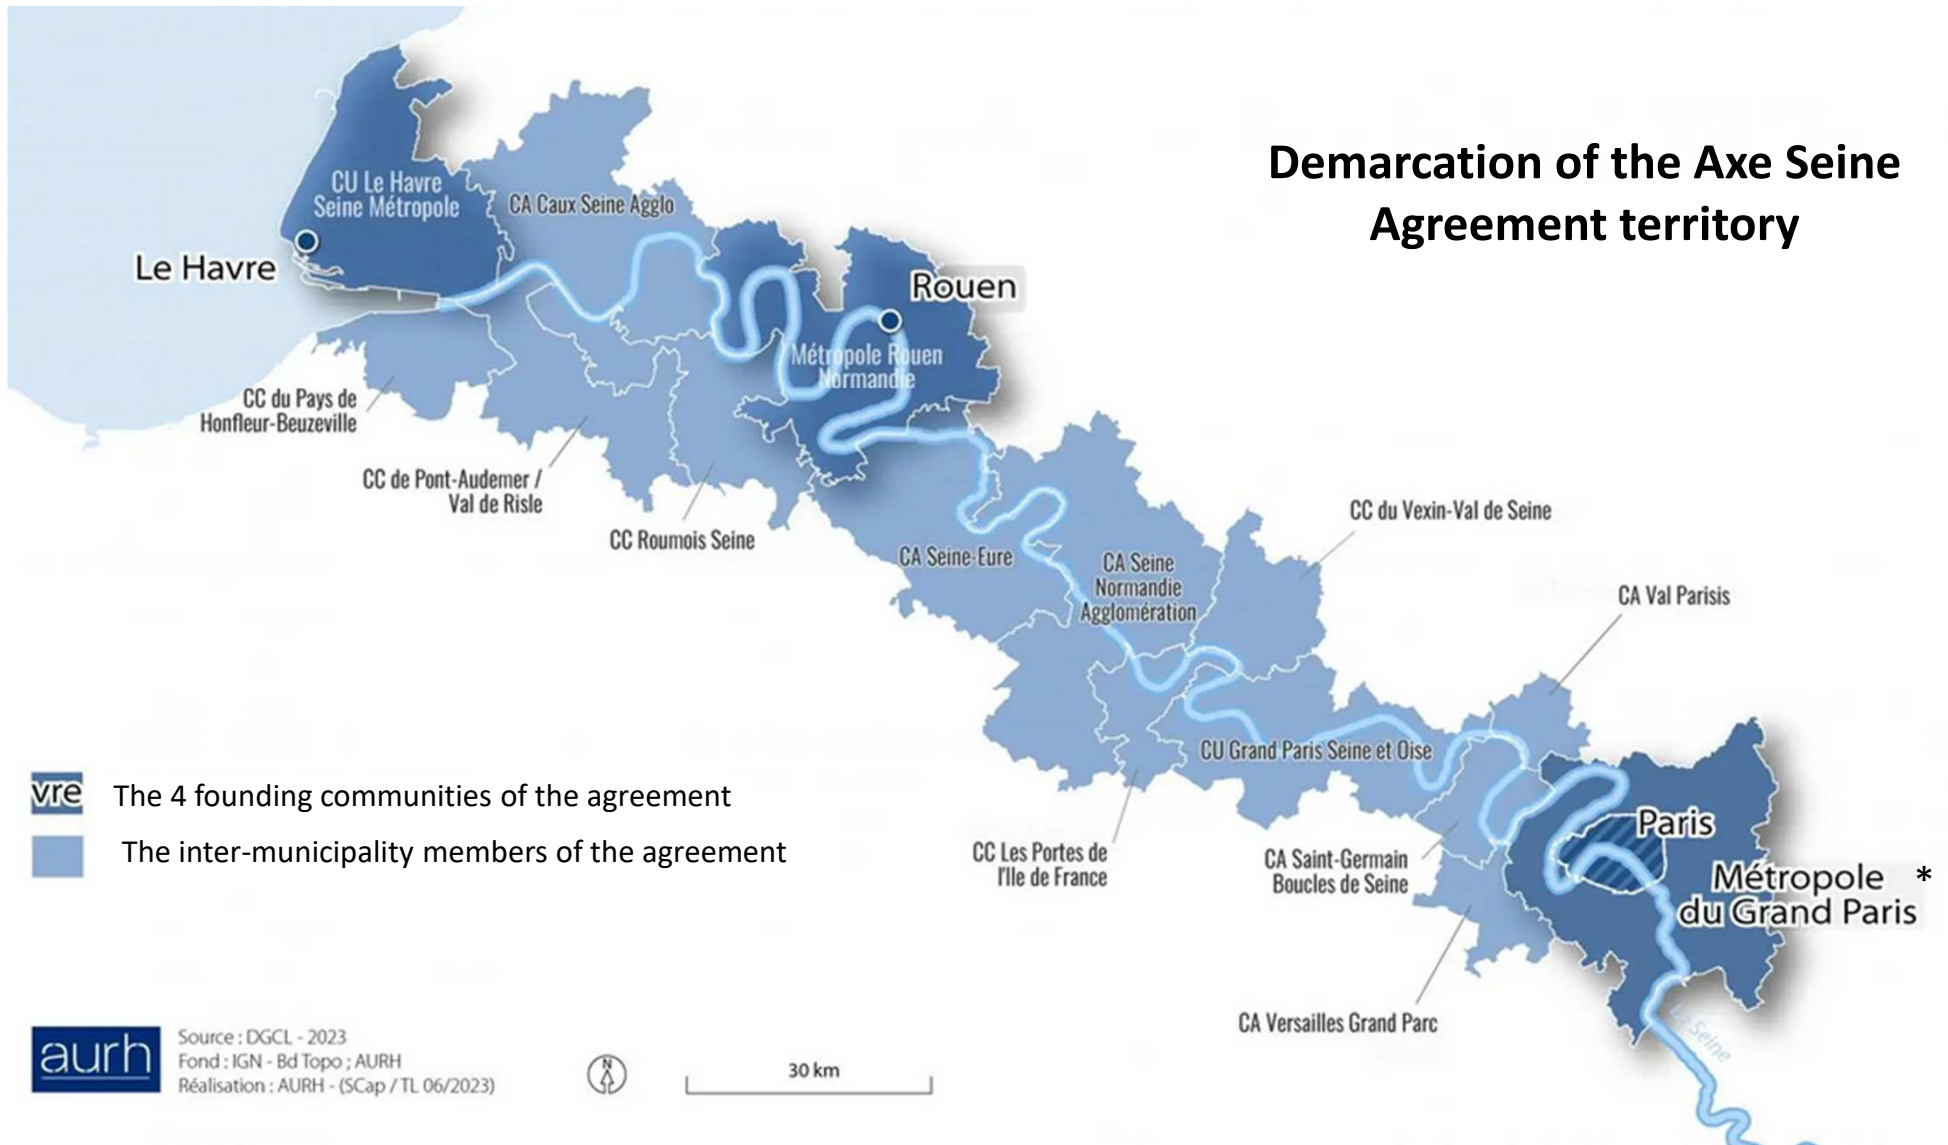 Demarcation of the Axe Seine
Agreement territory
CU Le Havre
Seine Métropole
CA Caux Seine Agglo
Le Havre
Rouen
Métropole Rouen
Normandie
CC du Pays de
Honfleur-Beuzeville
CC de Pont-Audemer /
Val de Risle
CC Roumois Seine
CA Seine-Eure
CA Seine
Normandie
Agglomération
CC du Vexin-Val de Seine
CA Val Parisis
CU Grand Paris Seine et Oise
CC Les Portes de
l'Ile de France
CA Saint-Germain
Boucles de Seine
CA Versailles Grand Parc
Paris
Métropole *
du Grand Paris
La Seine
vre The 4 founding communities of the agreement
The inter-municipality members of the agreement
aurh
Source : DGCL - 2023
Fond : IGN - Bd Topo ; AURH
Réalisation : AURH - (SCap / TL 06/2023)
N
30 km